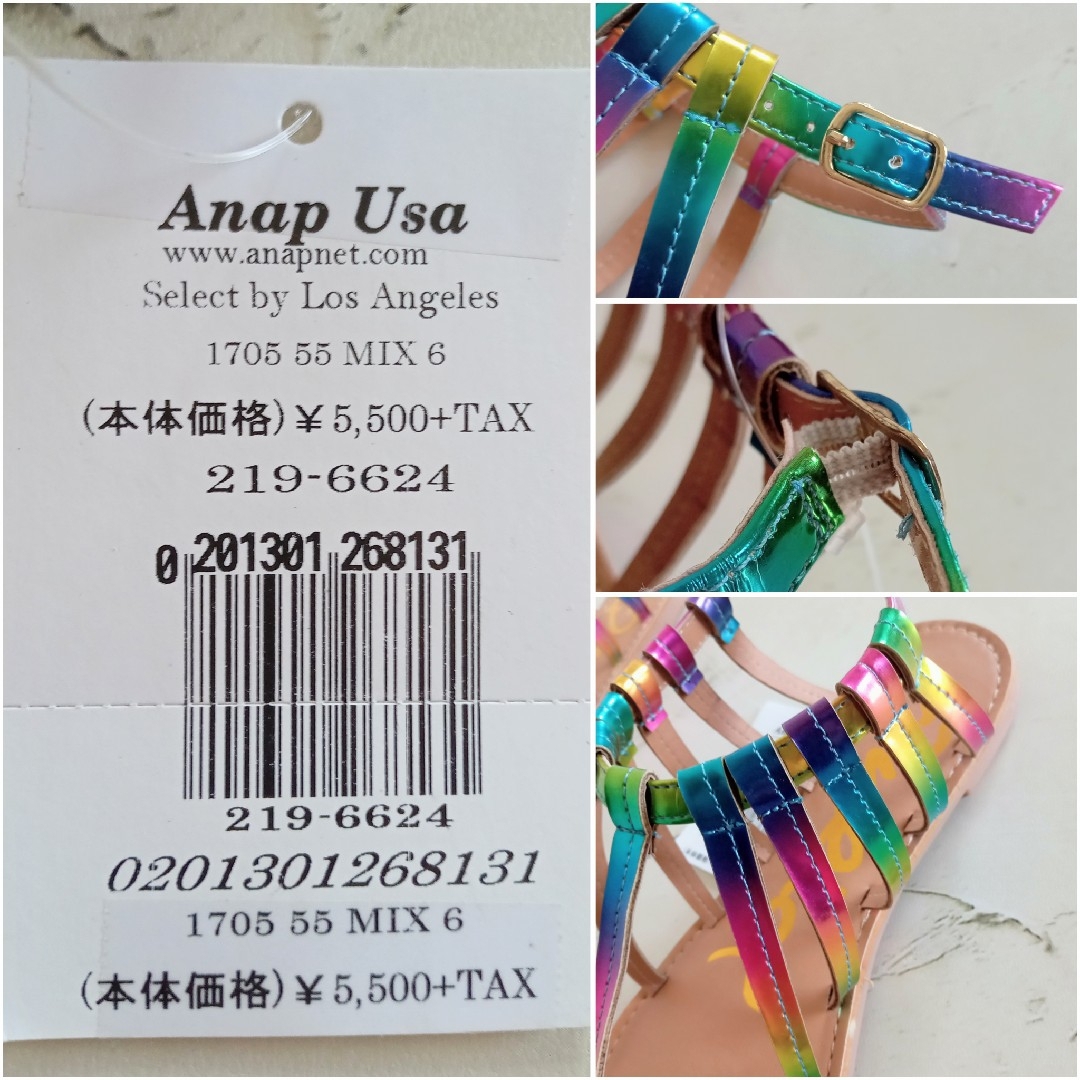 Anap Usa
www.anapnet.com
Select by Los Angeles
1705 55 MIX 6
(本体価格)¥5,500+TAX
219-6624
0 201301 268131
219-6624
0201301268131
1705 55 MIX 6
(本体価格)¥5,500+TAX